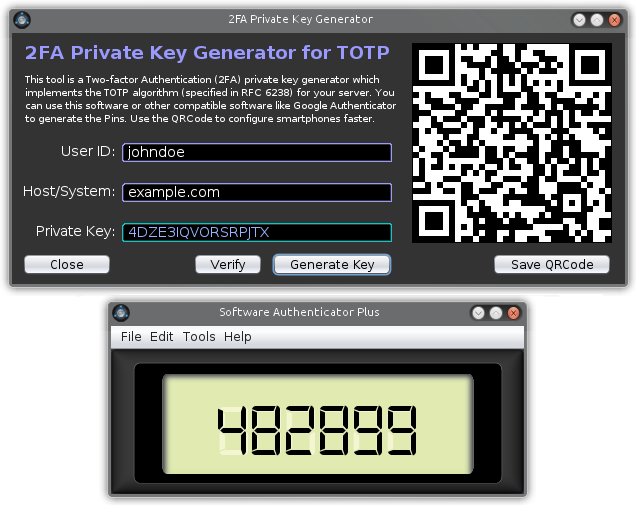 2FA Private Key Generator
2FA Private Key Generator for TOTP
This tool is a Two-factor Authentication (2FA) private key generator which
implements the TOTP algorithm (specified in RFC 6238) for your server. You
can use this software or other compatible software like Google Authenticator
to generate the Pins. Use the QRCode to configure smartphones faster.
User ID: johndoe
Host/System: example.com
Private Key: 4DZE3IQVORSRPJTX
Close Verify Generate Key Save QRCode
Software Authenticator Plus
File Edit Tools Help
482899